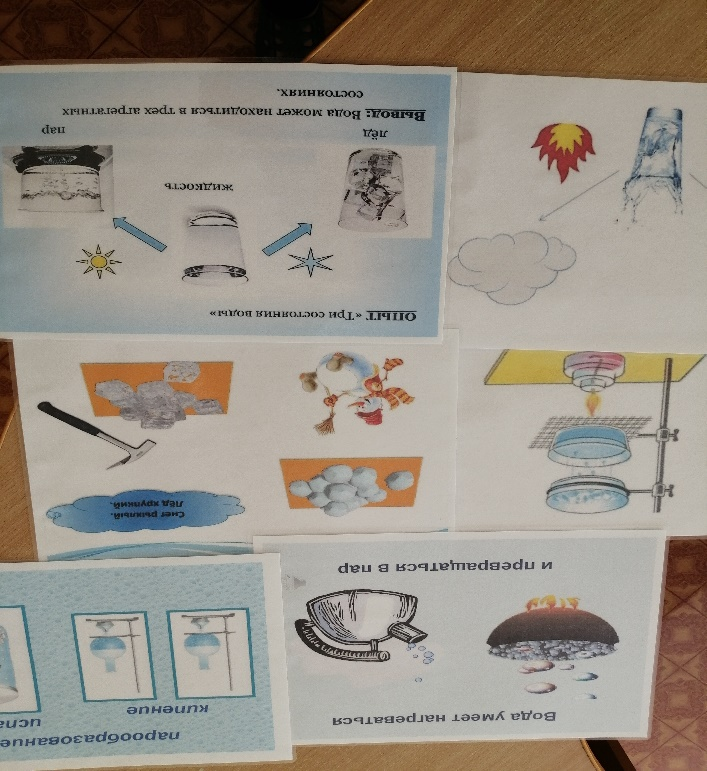 ОПЫТ «Три состояния воды»
жидкость
лёд
пар
Вывод: Вода может находиться в трех агрегатных
состояниях.
Снег рыхлый.
Лёд хрупкий.
Вода умеет нагреваться
и превращаться в пар
парообразование
кипение